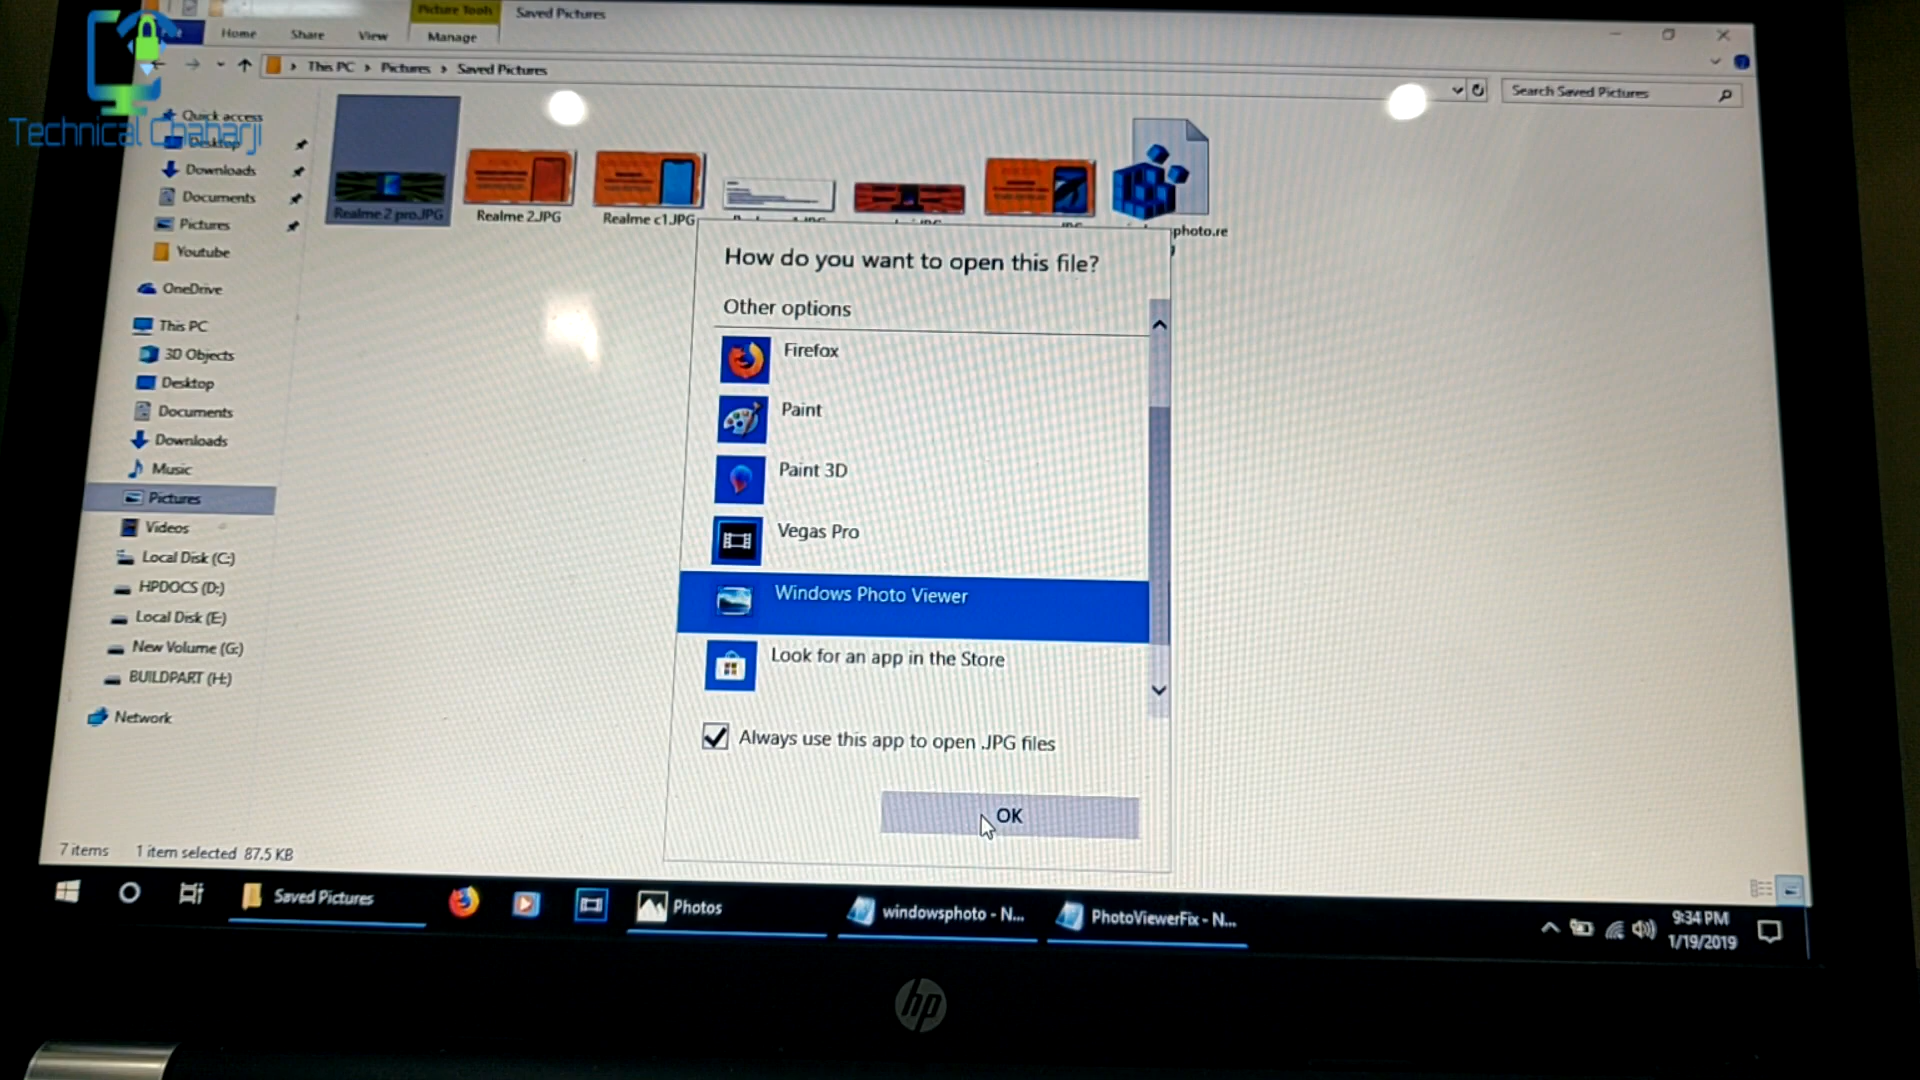 Picture Tools
Saved Pictures
Home
Share
View
Manage
This PC
Pictures
Saved Pictures
Search Saved Pictures
Technical Chaharji
Quick access
Desktop
Downloads
Documents
Pictures
Youtube
OneDrive
This PC
3D Objects
Desktop
Documents
Downloads
Music
Pictures
Videos
Local Disk (C:)
HPDOCS (D:)
Local Disk (E:)
New Volume (G:)
BUILDPART (H:)
Network
Realme 2 pro.JPG
Realme 2.JPG
Realme c1.JPG
photo.re
How do you want to open this file?
Other options
Firefox
Paint
Paint 3D
Vegas Pro
Windows Photo Viewer
Look for an app in the Store
Always use this app to open .JPG files
OK
7 items
1 item selected 87.5 KB
Saved Pictures
Photos
windowsphoto - N...
PhotoViewerFix - N...
9:34 PM
1/19/2019
hp